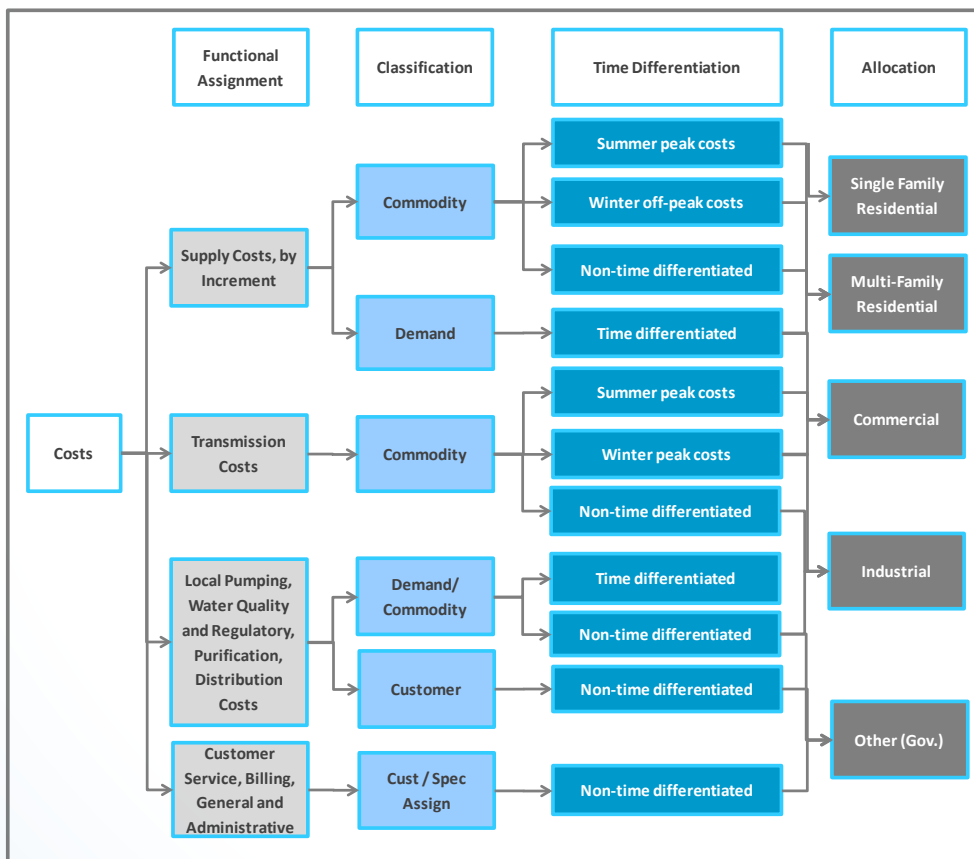 Functional
Assignment
Classification
Time Differentiation
Allocation
Summer peak costs
Single Family
Residential
Commodity
Winter off-peak costs
Supply Costs, by
Increment
Non-time differentiated
Multi-Family
Residential
Demand
Time differentiated
Summer peak costs
Commercial
Costs
Transmission
Costs
Commodity
Winter peak costs
Non-time differentiated
Industrial
Local Pumping,
Water Quality
and Regulatory,
Purification,
Distribution
Costs
Demand/
Commodity
Time differentiated
Non-time differentiated
Customer
Non-time differentiated
Other (Gov.)
Customer
Service, Billing,
General and
Administrative
Cust / Spec
Assign
Non-time differentiated